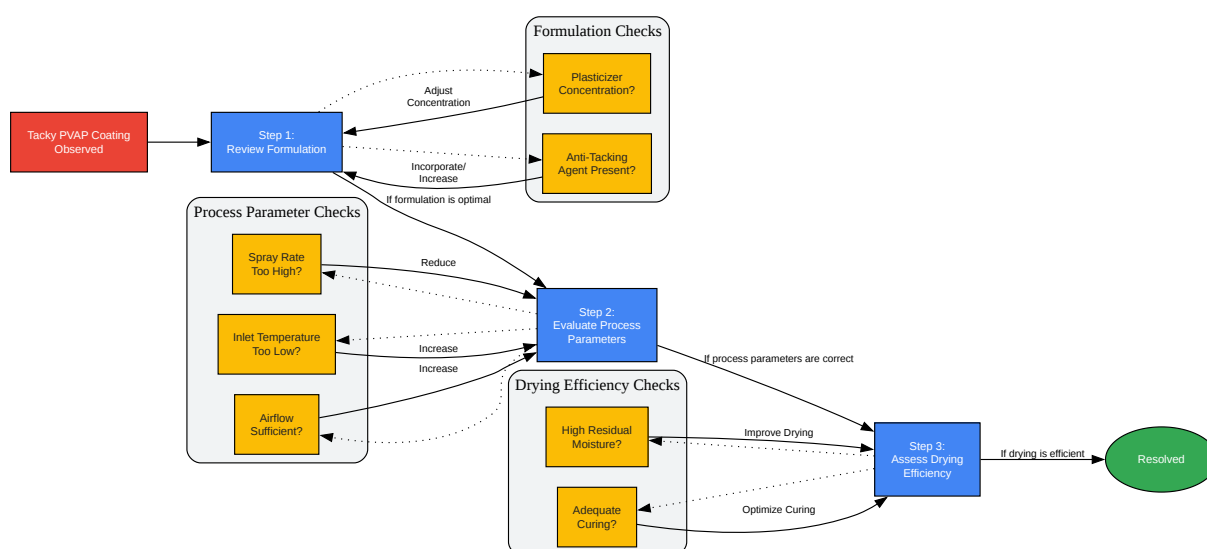 Formulation Checks
Plasticizer
Concentration?
Adjust
Concentration
Tacky PVAP Coating
Observed
Step 1:
Review Formulation
Anti-Tacking
Agent Present?
Incorporate/
Increase
If formulation is optimal
Process Parameter Checks
Spray Rate
Too High?
Reduce
Step 2:
Evaluate Process
Parameters
Inlet Temperature
Too Low?
Increase
Increase
If process parameters are correct
Airflow
Sufficient?
Drying Efficiency Checks
High Residual
Moisture?
Improve Drying
Step 3:
Assess Drying
Efficiency
If drying is efficient
Resolved
Adequate
Curing?
Optimize Curing